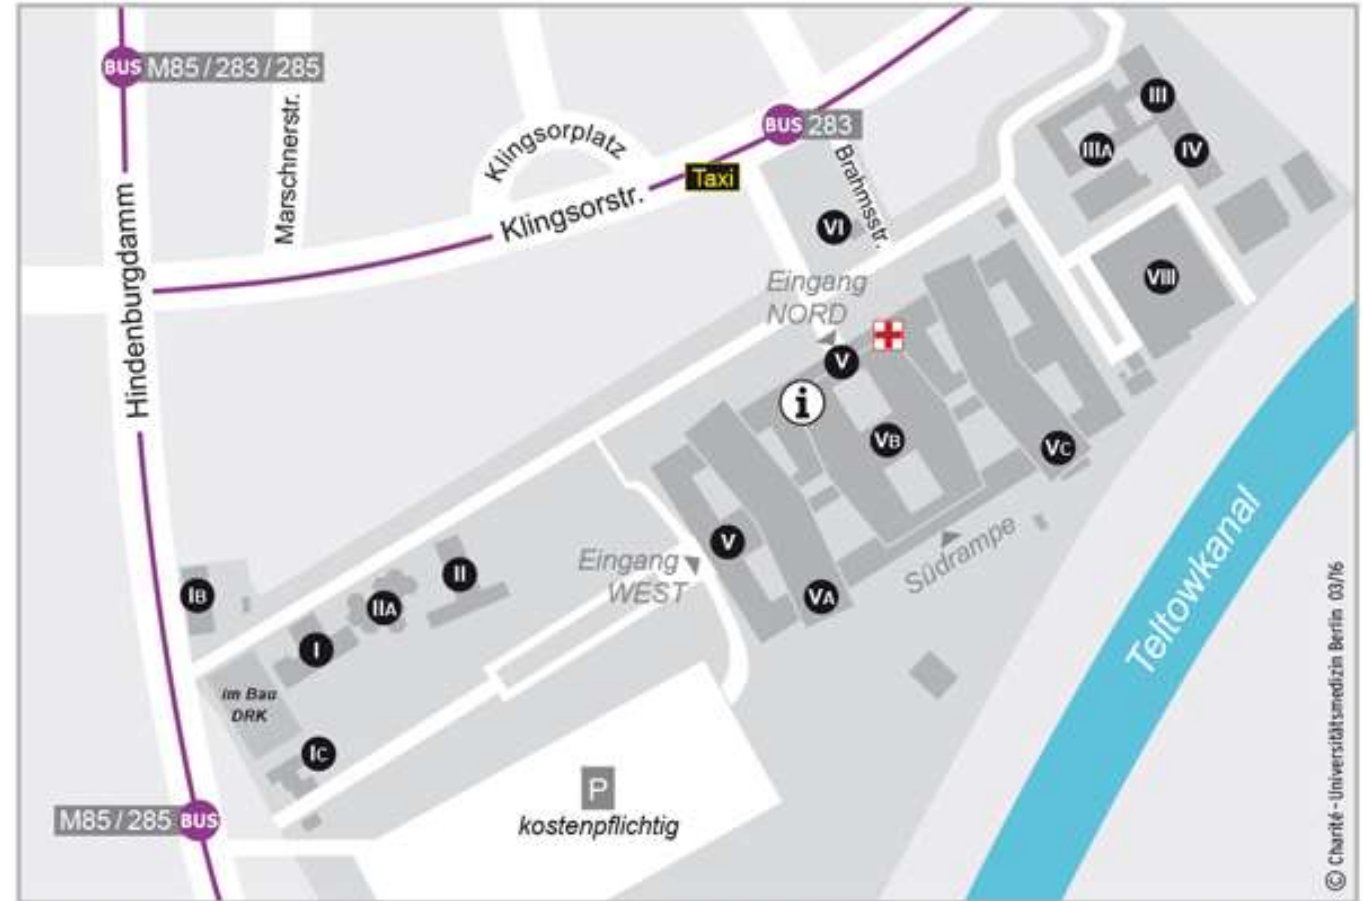 BUS M85 / 283 / 285
Marschnerstr.
Klingsorplatz
BUS 283
Taxi
Klingsorstr.
Brahmsstr.
Hindenburgdamm
III
IIIA
IV
VI
VIII
Eingang
NORD
V
i
VB
VC
V
Eingang
WEST
VA
Südrampe
II
IIA
IB
I
im Bau
DRK
IC
P
kostenpflichtig
M85 / 285 BUS
Teltowkanal
© Charité - Universitätsmedizin Berlin 03/16